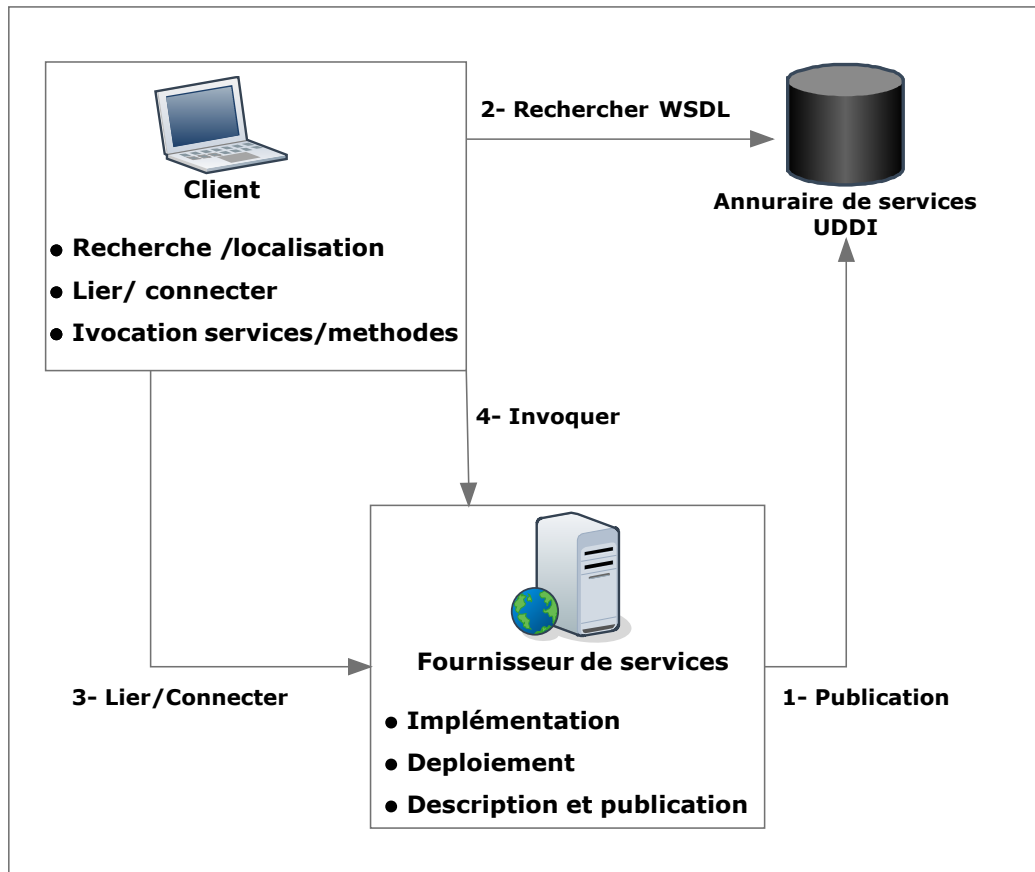 2- Rechercher WSDL
Client
Annuraire de services
UDDI
● Recherche /localisation
● Lier/ connecter
● Ivocation services/methodes
4- Invoquer
Fournisseur de services
3- Lier/Connecter
1- Publication
● Implémentation
● Deploiement
● Description et publication